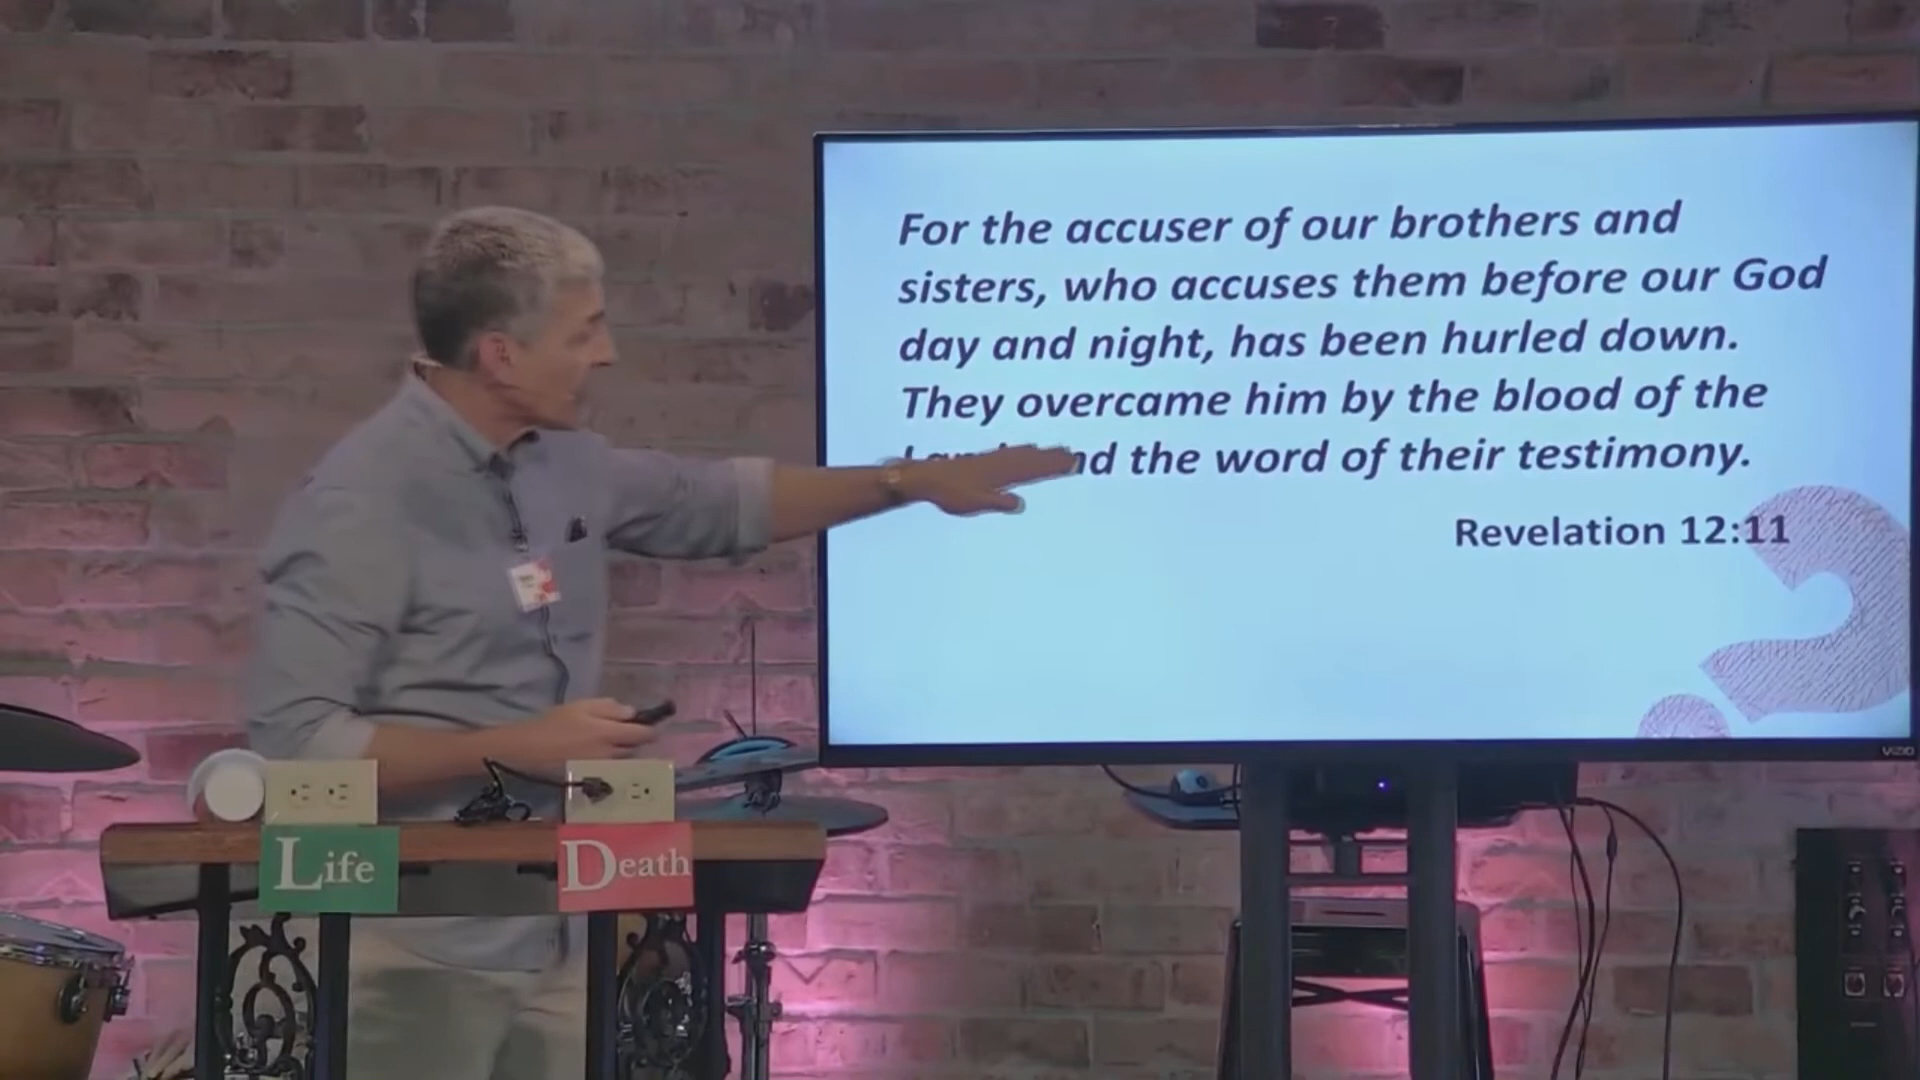 For the accuser of our brothers and
sisters, who accuses them before our God
day and night, has been hurled down.
They overcame him by the blood of the
the word of their testimony.
Revelation 12:11
VIZIO
Life
Death